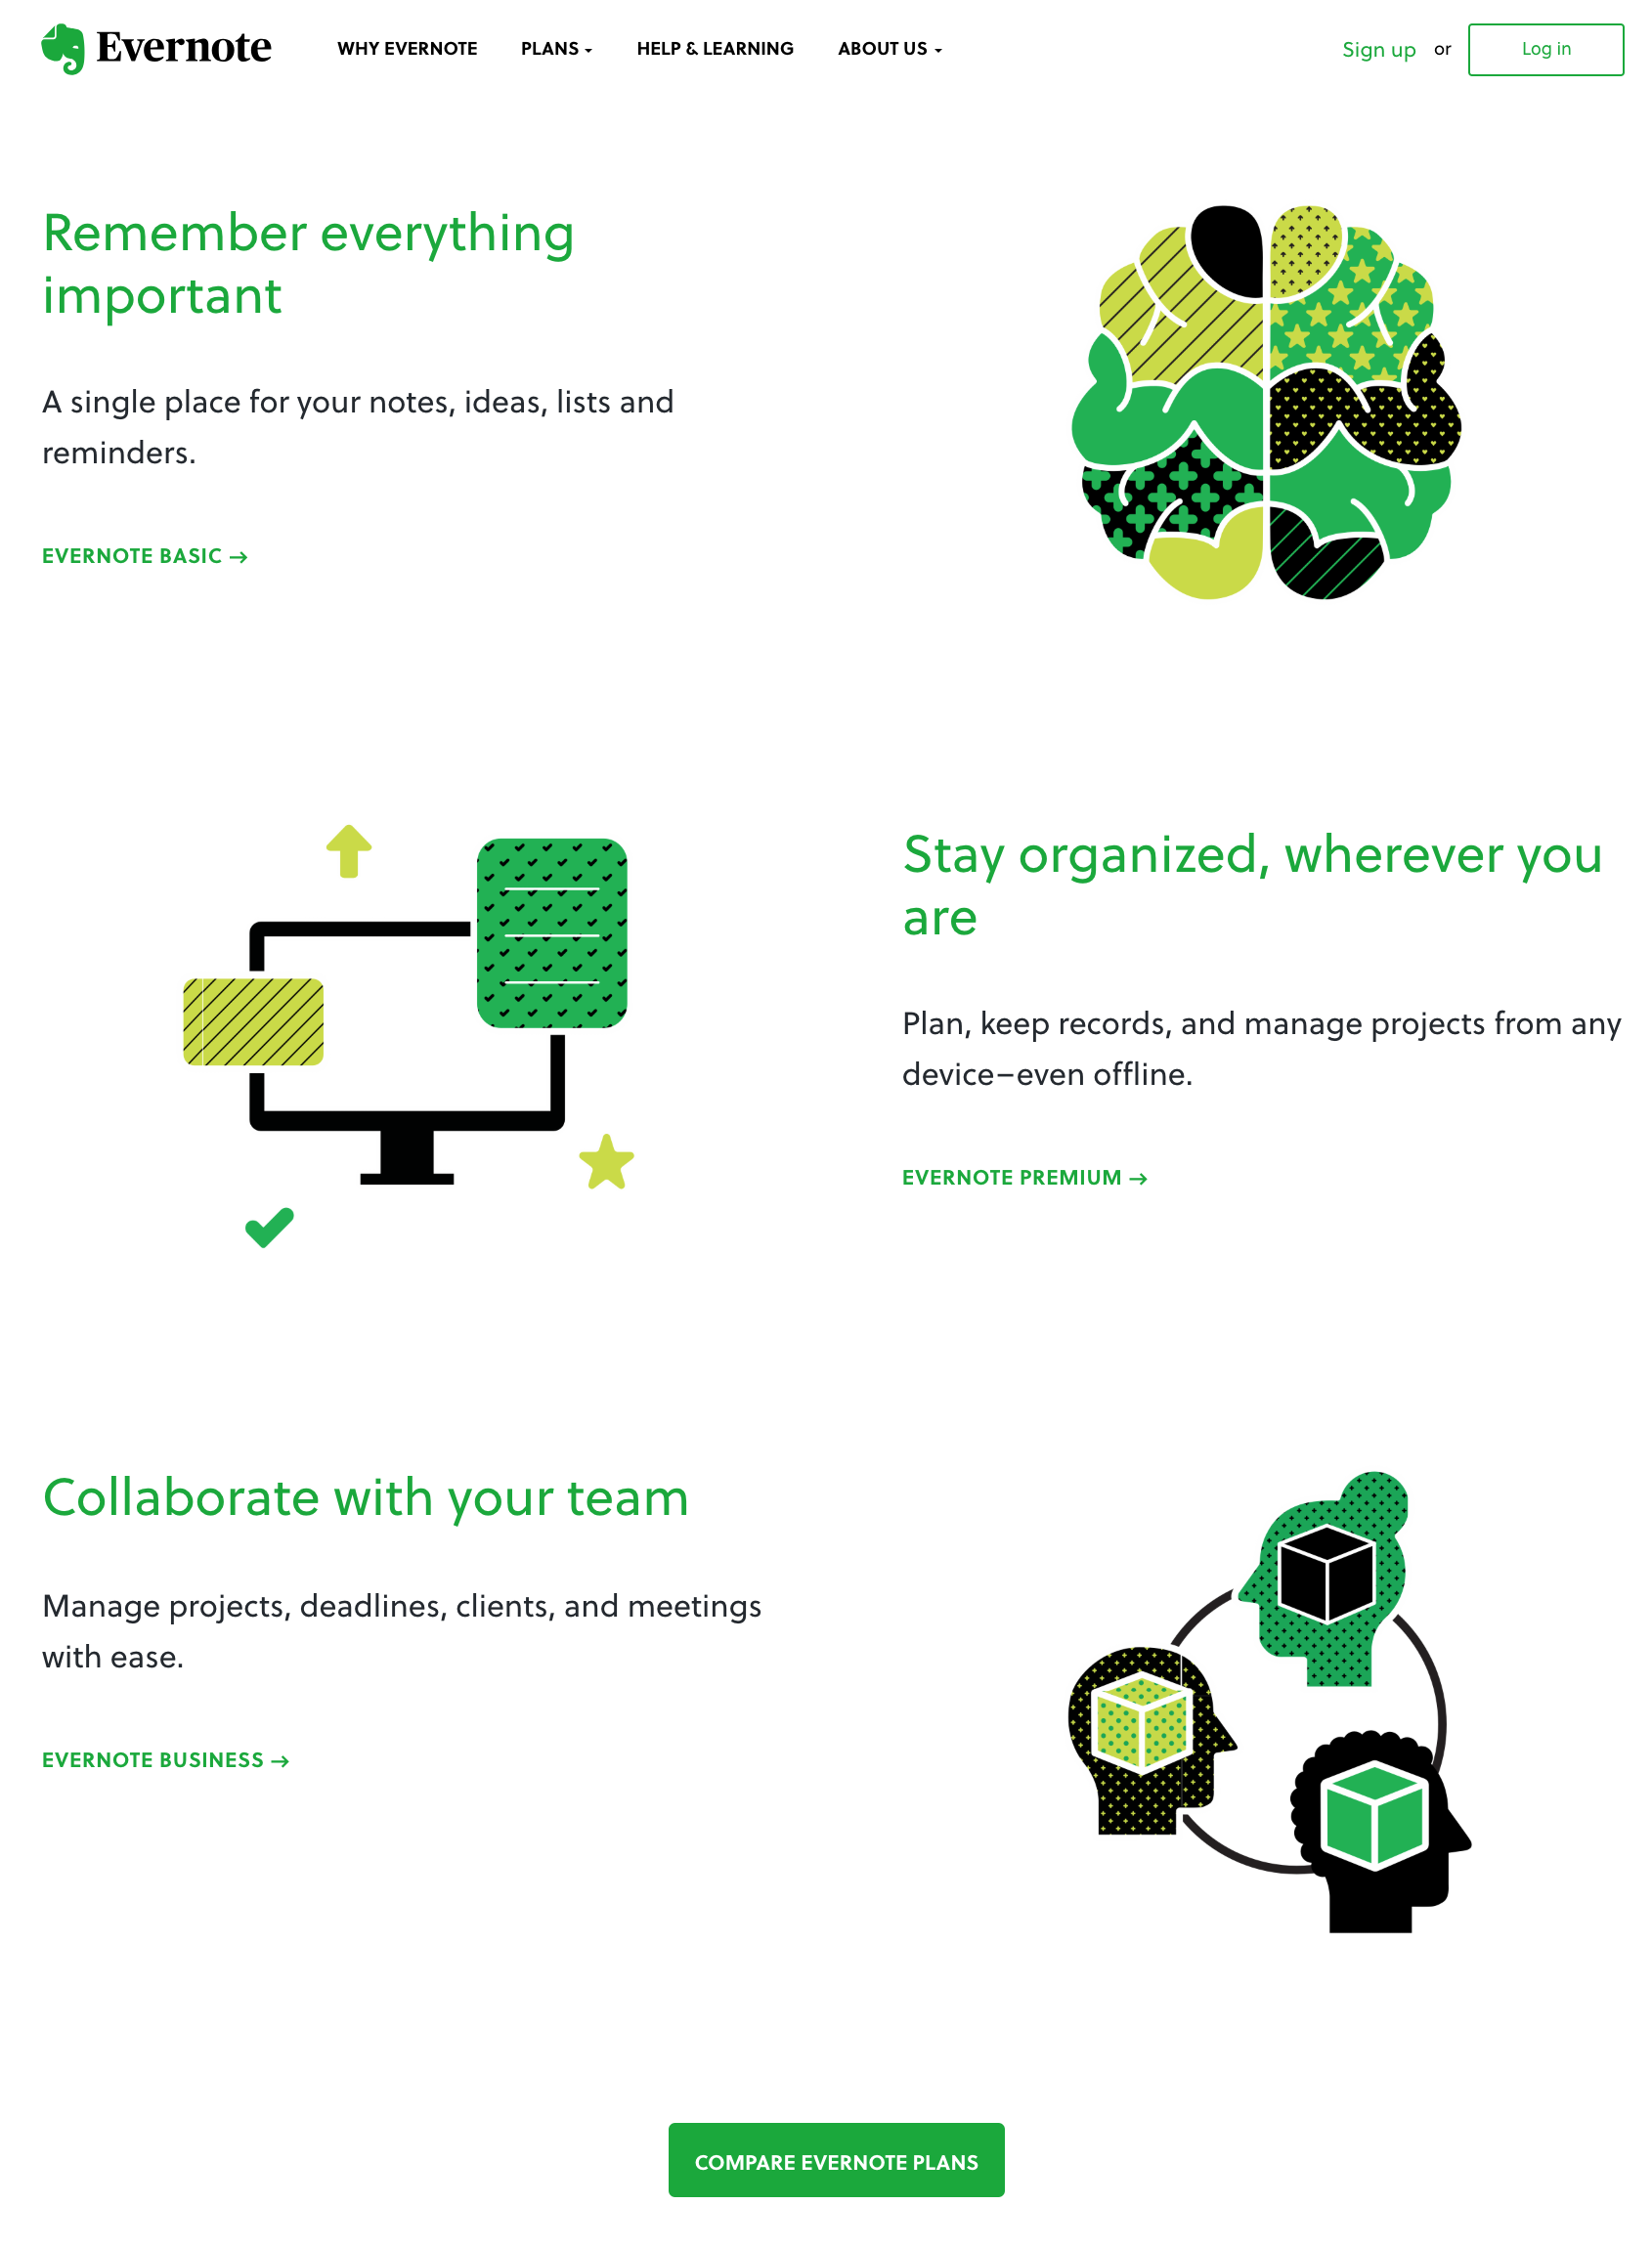 Evernote
WHY EVERNOTE
PLANS
HELP & LEARNING
ABOUT US
Sign up or Log in
Remember everything
important
A single place for your notes, ideas, lists and
reminders.
EVERNOTE BASIC →
Stay organized, wherever you
are
Plan, keep records, and manage projects from any
device–even offline.
EVERNOTE PREMIUM →
Collaborate with your team
Manage projects, deadlines, clients, and meetings
with ease.
EVERNOTE BUSINESS →
COMPARE EVERNOTE PLANS